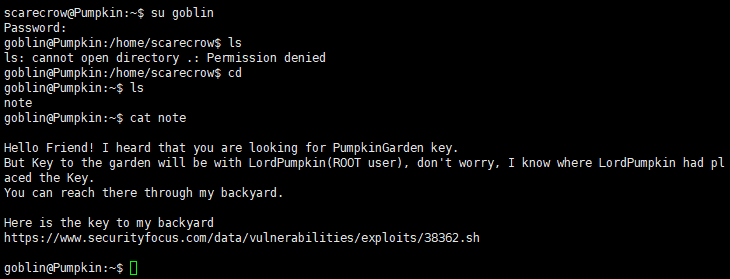 scarecrow@Pumpkin:~$ su goblin
Password:
goblin@Pumpkin:/home/scarecrow$ ls
ls: cannot open directory .: Permission denied
goblin@Pumpkin:/home/scarecrow$ cd
goblin@Pumpkin:~$ ls
note
goblin@Pumpkin:~$ cat note
Hello Friend! I heard that you are looking for PumpkinGarden key.
But Key to the garden will be with LordPumpkin(ROOT user), don't worry, I know where LordPumpkin had pl
aced the Key.
You can reach there through my backyard.
Here is the key to my backyard
https://www.securityfocus.com/data/vulnerabilities/exploits/38362.sh
goblin@Pumpkin:~$